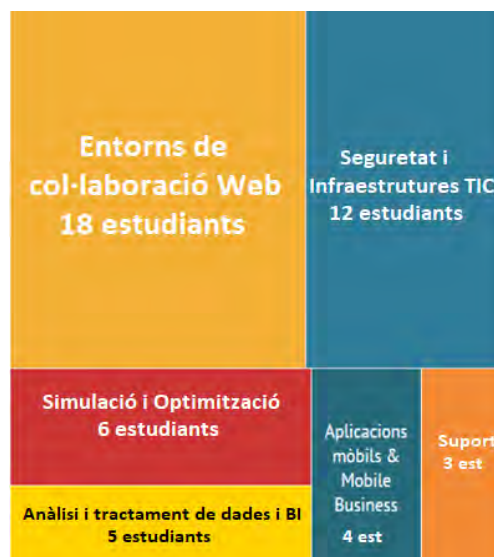 Entorns de
col·laboració Web
18 estudiants
Seguretat i
Infraestrutures TIC
12 estudiants
Simulació i Optimització
6 estudiants
Anàlisi i tractament de dades i BI
5 estudiants
Aplicacions
mòbils &
Mobile
Business
4 est
Suport
3 est